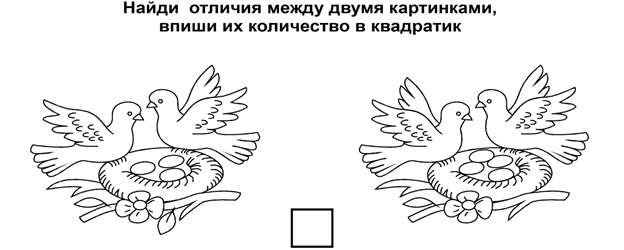 Найди отличия между двумя картинками,
впиши их количество в квадратик